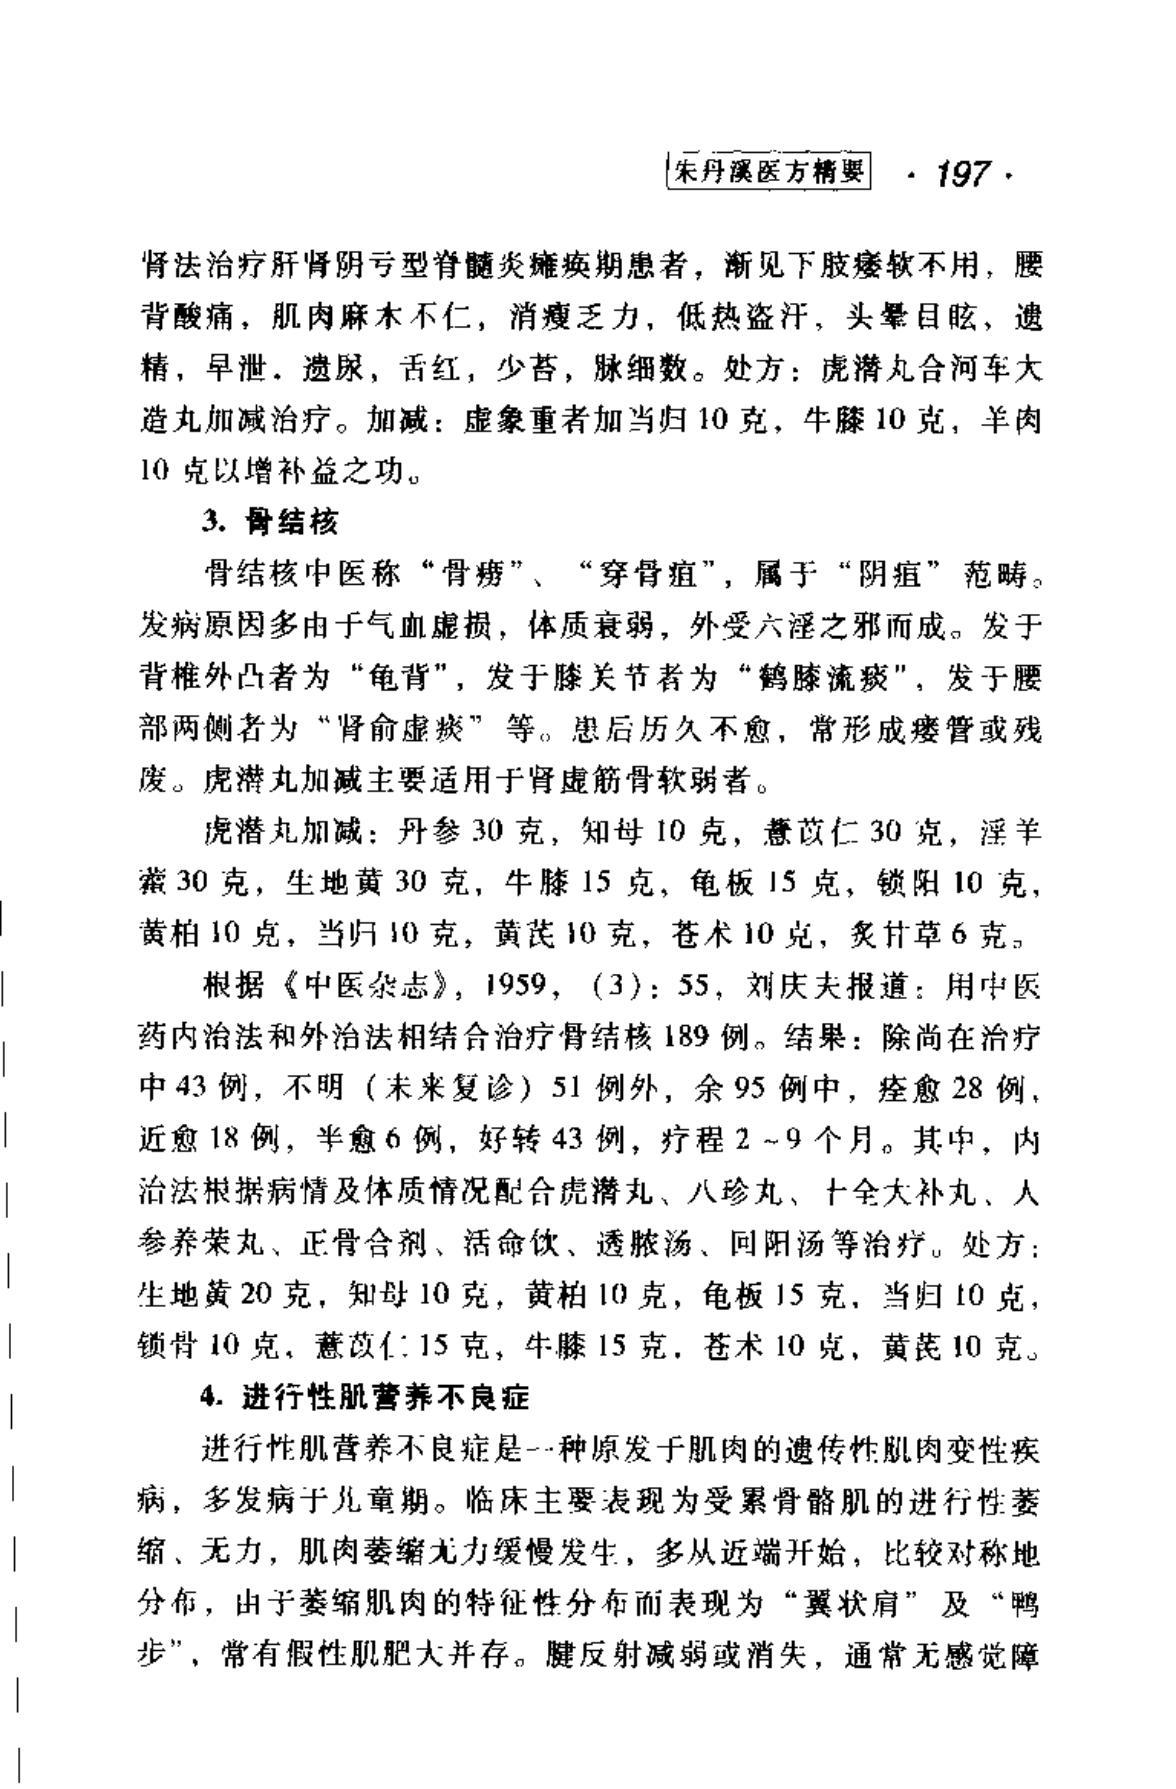 朱丹溪医方精要 · 197 ·
肾法治疗肝肾阴亏型脊髓炎瘫痪期患者，渐见下肢痿软不用，腰
背酸痛，肌肉麻木不仁，消瘦乏力，低热盗汗，头晕目眩，遗
精，早泄．遗尿，舌红，少苔，脉细数。处方：虎潜丸合河车大
造丸加减治疗。加减：虚象重者加当归 10 克，牛膝 10 克，羊肉
10 克以增补益之功。
3. 骨结核
骨结核中医称“骨痨”、“穿骨疽”，属于“阴疽”范畴。
发病原因多由于气血虚损，体质衰弱，外受六淫之邪而成。发于
背椎外凸者为“龟背”，发于膝关节者为“鹤膝流痰”，发于腰
部两侧者为“肾俞虚痰”等。患后历久不愈，常形成瘘管或残
废。虎潜丸加减主要适用于肾虚筋骨软弱者。
虎潜丸加减：丹参 30 克，知母 10 克，薏苡仁 30 克，淫羊
藿 30 克，生地黄 30 克，牛膝 15 克，龟板 15 克，锁阳 10 克，
黄柏 10 克，当归 10 克，黄芪 10 克，苍术 10 克，炙甘草 6 克。
根据《中医杂志》，1959，（3）：55，刘庆夫报道：用中医
药内治法和外治法相结合治疗骨结核 189 例。结果：除尚在治疗
中 43 例，不明（未来复诊）51 例外，余 95 例中，痊愈 28 例，
近愈 18 例，半愈 6 例，好转 43 例，疗程 2～9 个月。其中，内
治法根据病情及体质情况配合虎潜丸、八珍丸、十全大补丸、人
参养荣丸、正骨合剂、活命饮、透脓汤、回阳汤等治疗。处方：
生地黄 20 克，知母 10 克，黄柏 10 克，龟板 15 克，当归 10 克，
锁骨 10 克，薏苡仁 15 克，牛膝 15 克，苍术 10 克，黄芪 10 克。
4. 进行性肌营养不良症
进行性肌营养不良症是一种原发于肌肉的遗传性肌肉变性疾
病，多发病于儿童期。临床主要表现为受累骨骼肌的进行性萎
缩、无力，肌肉萎缩无力缓慢发生，多从近端开始，比较对称地
分布，由于萎缩肌肉的特征性分布而表现为“翼状肩”及“鸭
步”，常有假性肌肥大并存。腱反射减弱或消失，通常无感觉障